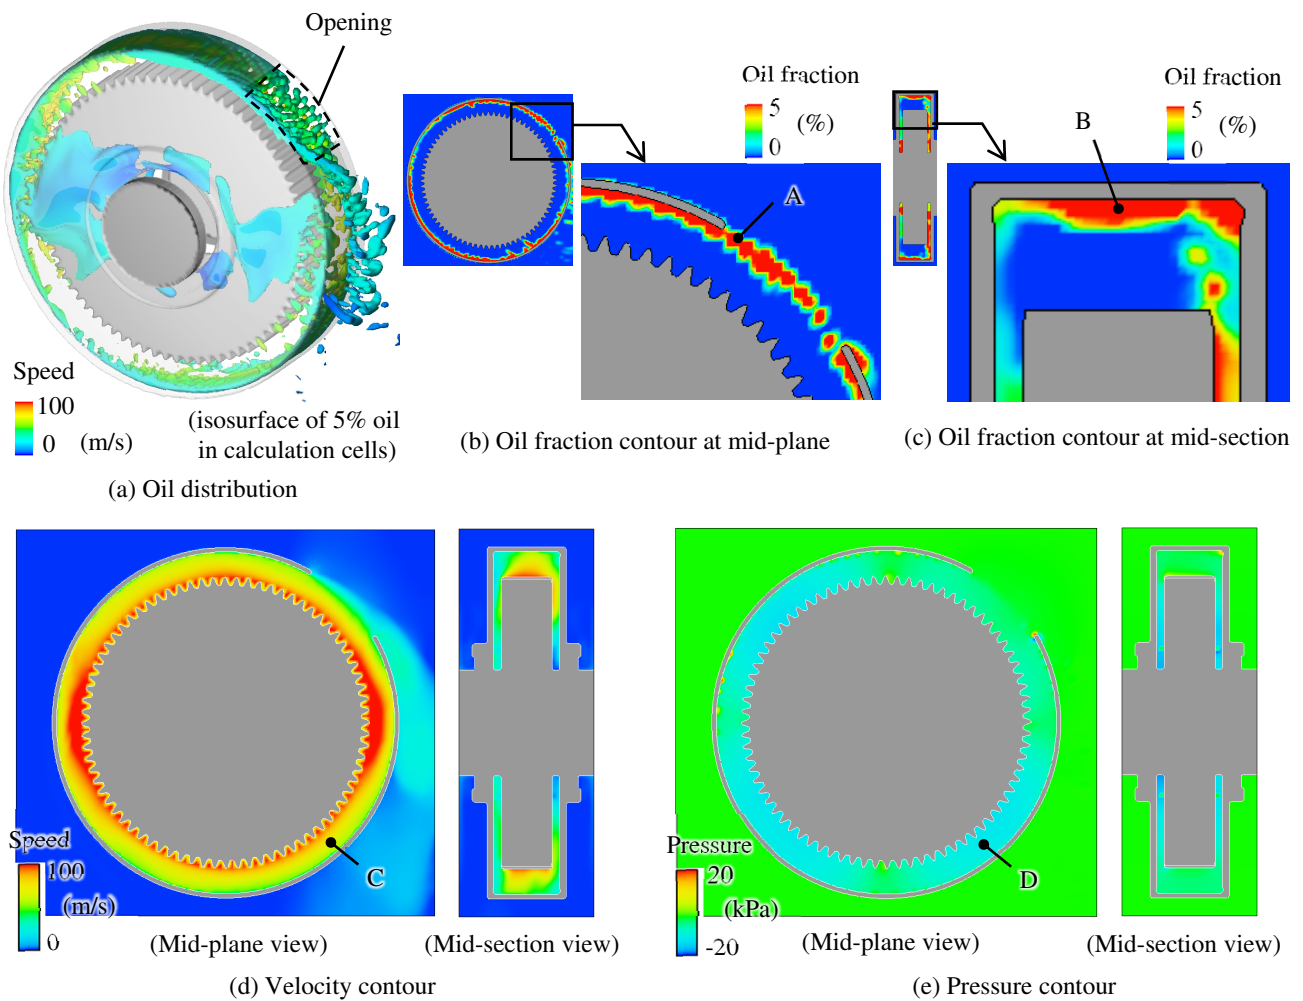 Opening
Speed
100
0 (m/s)
(isosurface of 5% oil
in calculation cells)
(a) Oil distribution
Oil fraction
5
(%)
0
A
(b) Oil fraction contour at mid-plane
Oil fraction
5
(%)
0
B
(c) Oil fraction contour at mid-section
Speed
100
(m/s)
0
C
(Mid-plane view)
(Mid-section view)
(d) Velocity contour
Pressure
20
(kPa)
-20
D
(Mid-plane view)
(Mid-section view)
(e) Pressure contour